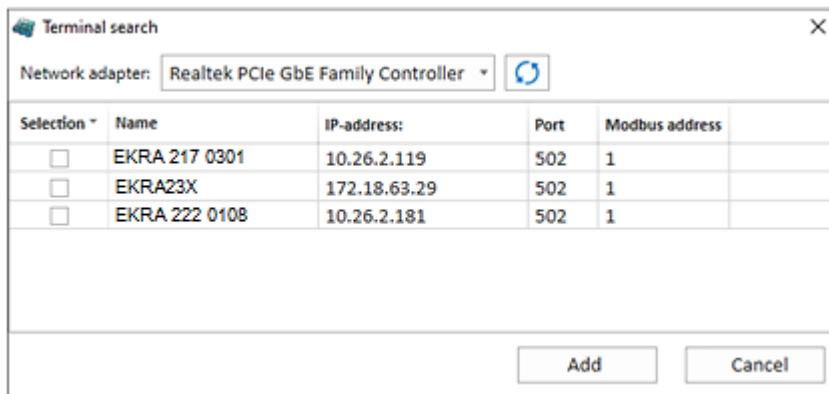 Terminal search
Network adapter: Realtek PCIe GbE Family Controller
Selection Name IP-address: Port Modbus address
EKRA 217 0301 10.26.2.119 502 1
EKRA23X 172.18.63.29 502 1
EKRA 222 0108 10.26.2.181 502 1
Add Cancel